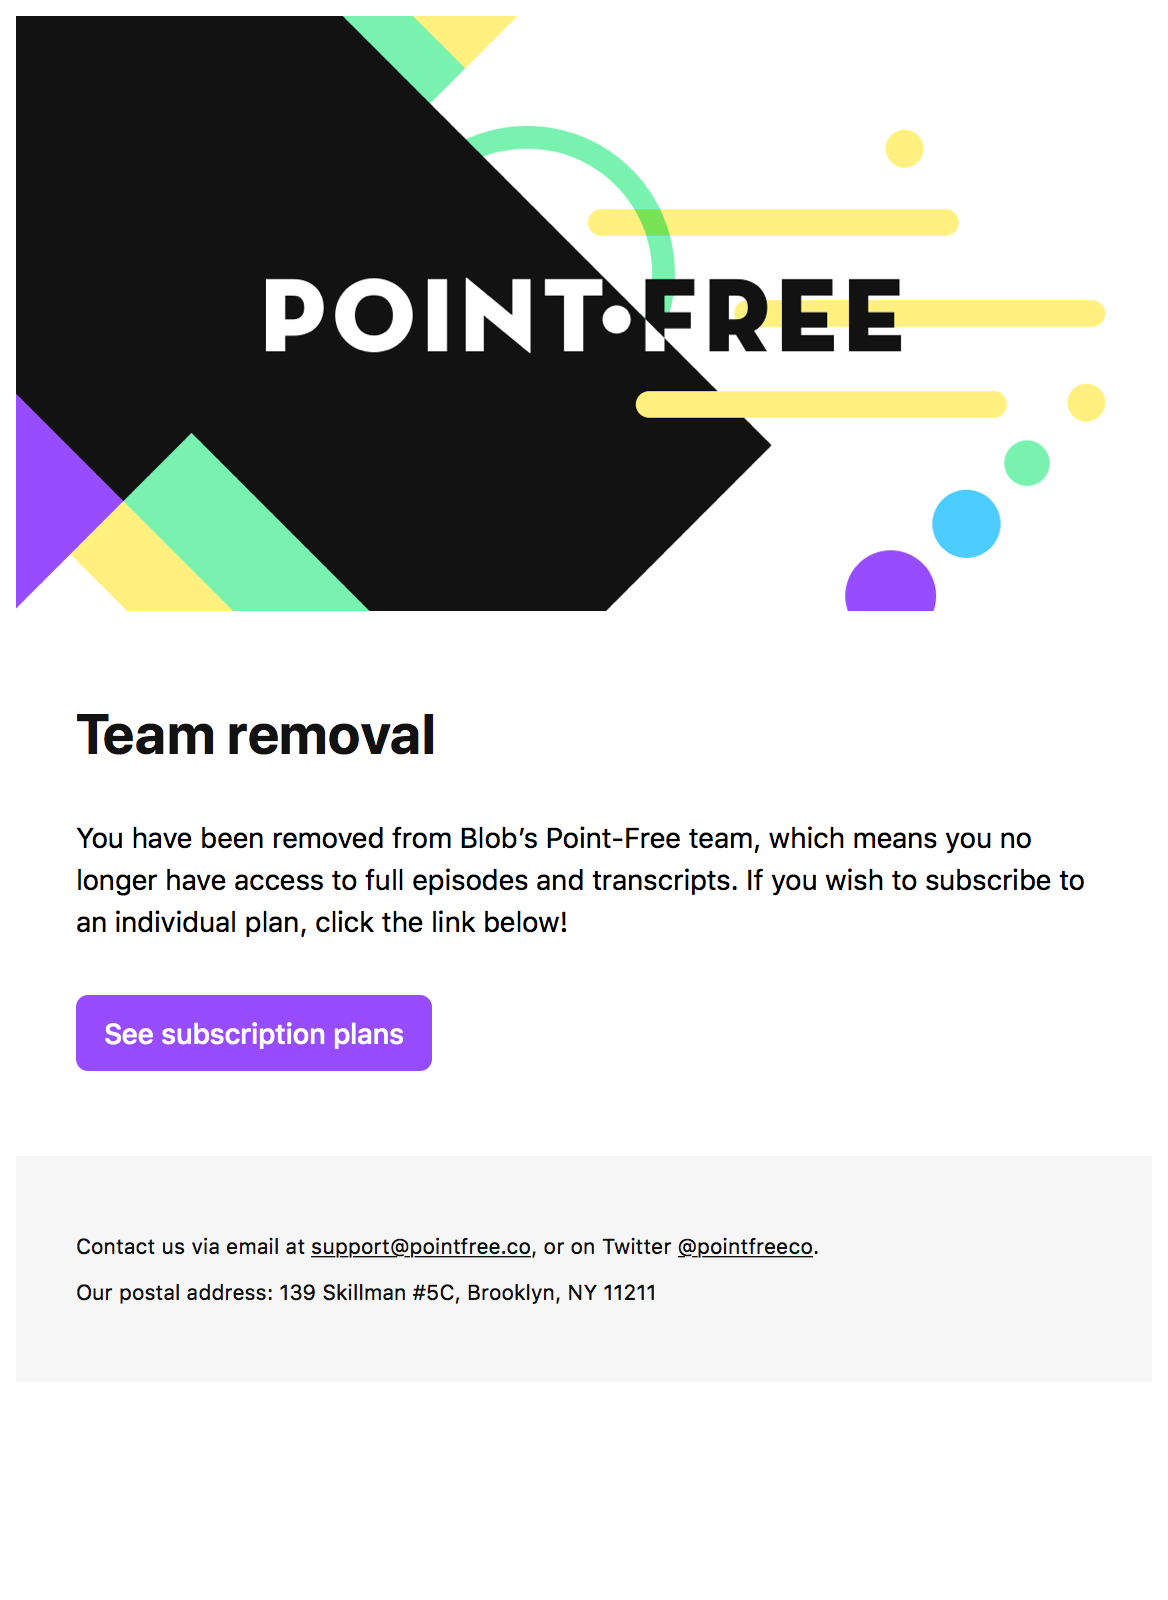 POINT•FREE
Team removal
You have been removed from Blob’s Point-Free team, which means you no
longer have access to full episodes and transcripts. If you wish to subscribe to
an individual plan, click the link below!
See subscription plans
Contact us via email at support@pointfree.co, or on Twitter @pointfreeco.
Our postal address: 139 Skillman #5C, Brooklyn, NY 11211